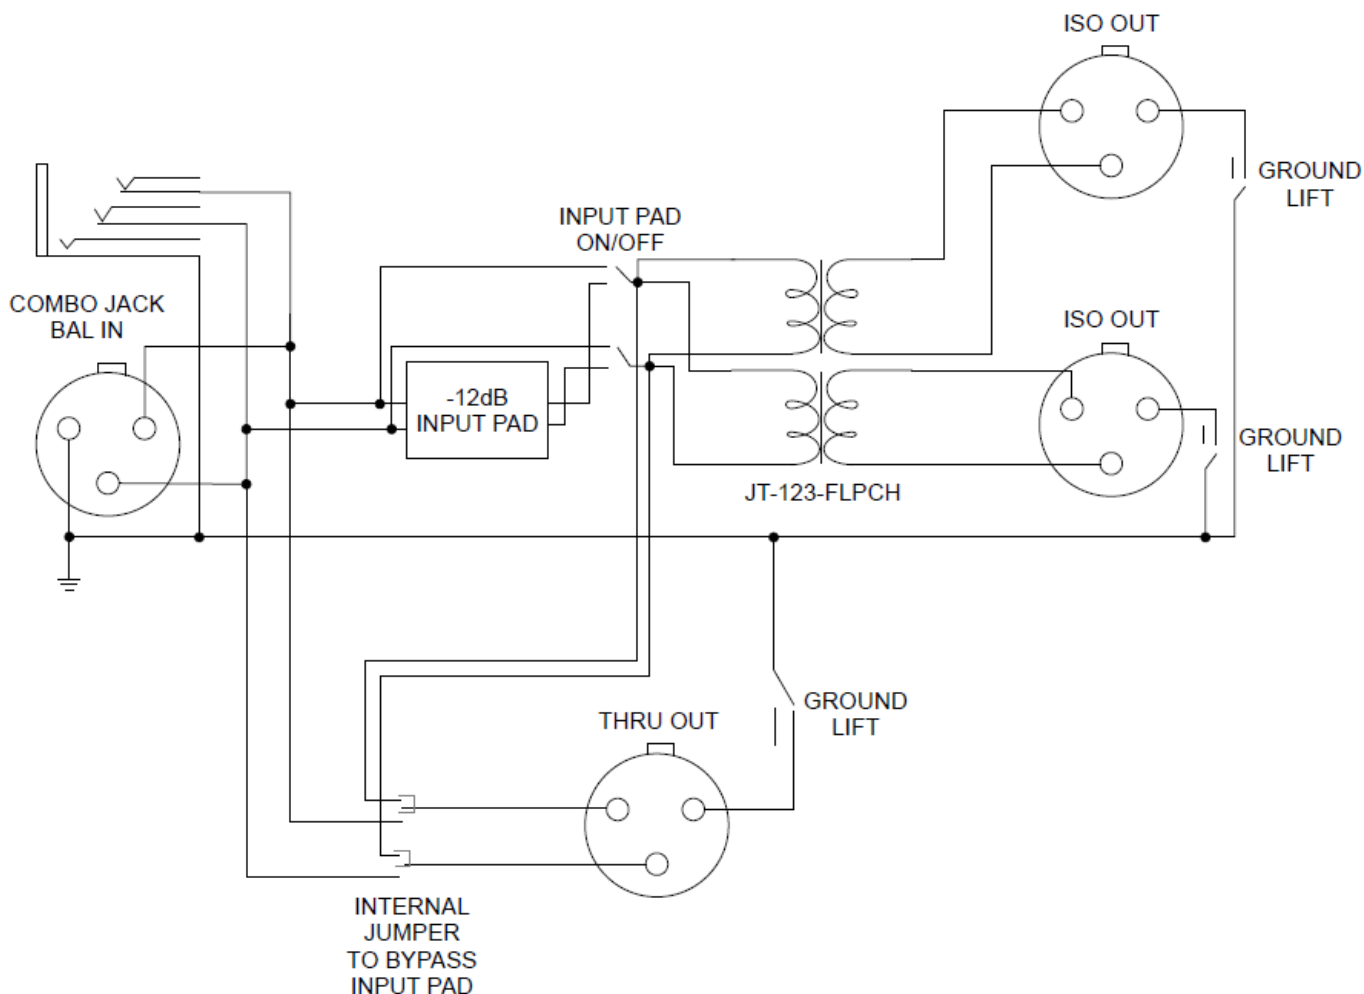 ISO OUT
GROUND
LIFT
INPUT PAD
ON/OFF
COMBO JACK
BAL IN
ISO OUT
-12dB
INPUT PAD
GROUND
LIFT
JT-123-FLPCH
GROUND
LIFT
THRU OUT
INTERNAL
JUMPER
TO BYPASS
INPUT PAD